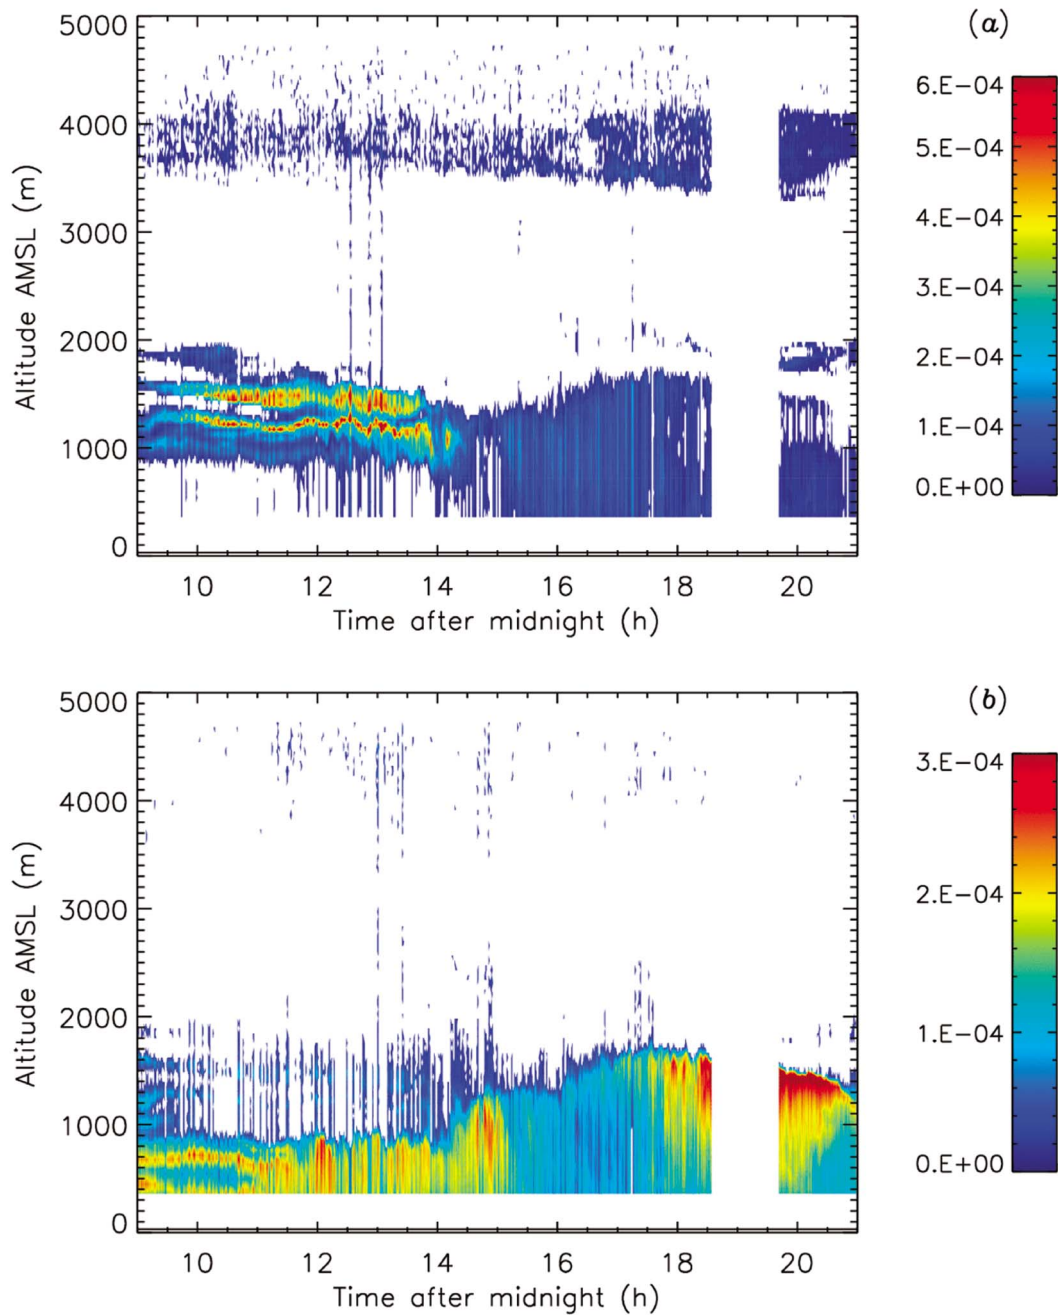 (a)
5000
4000
3000
2000
1000
0
Altitude AMSL (m)
10 12 14 16 18 20
Time after midnight (h)
6.E-04
5.E-04
4.E-04
3.E-04
2.E-04
1.E-04
0.E+00
(b)
5000
4000
3000
2000
1000
0
Altitude AMSL (m)
10 12 14 16 18 20
Time after midnight (h)
3.E-04
2.E-04
1.E-04
0.E+00